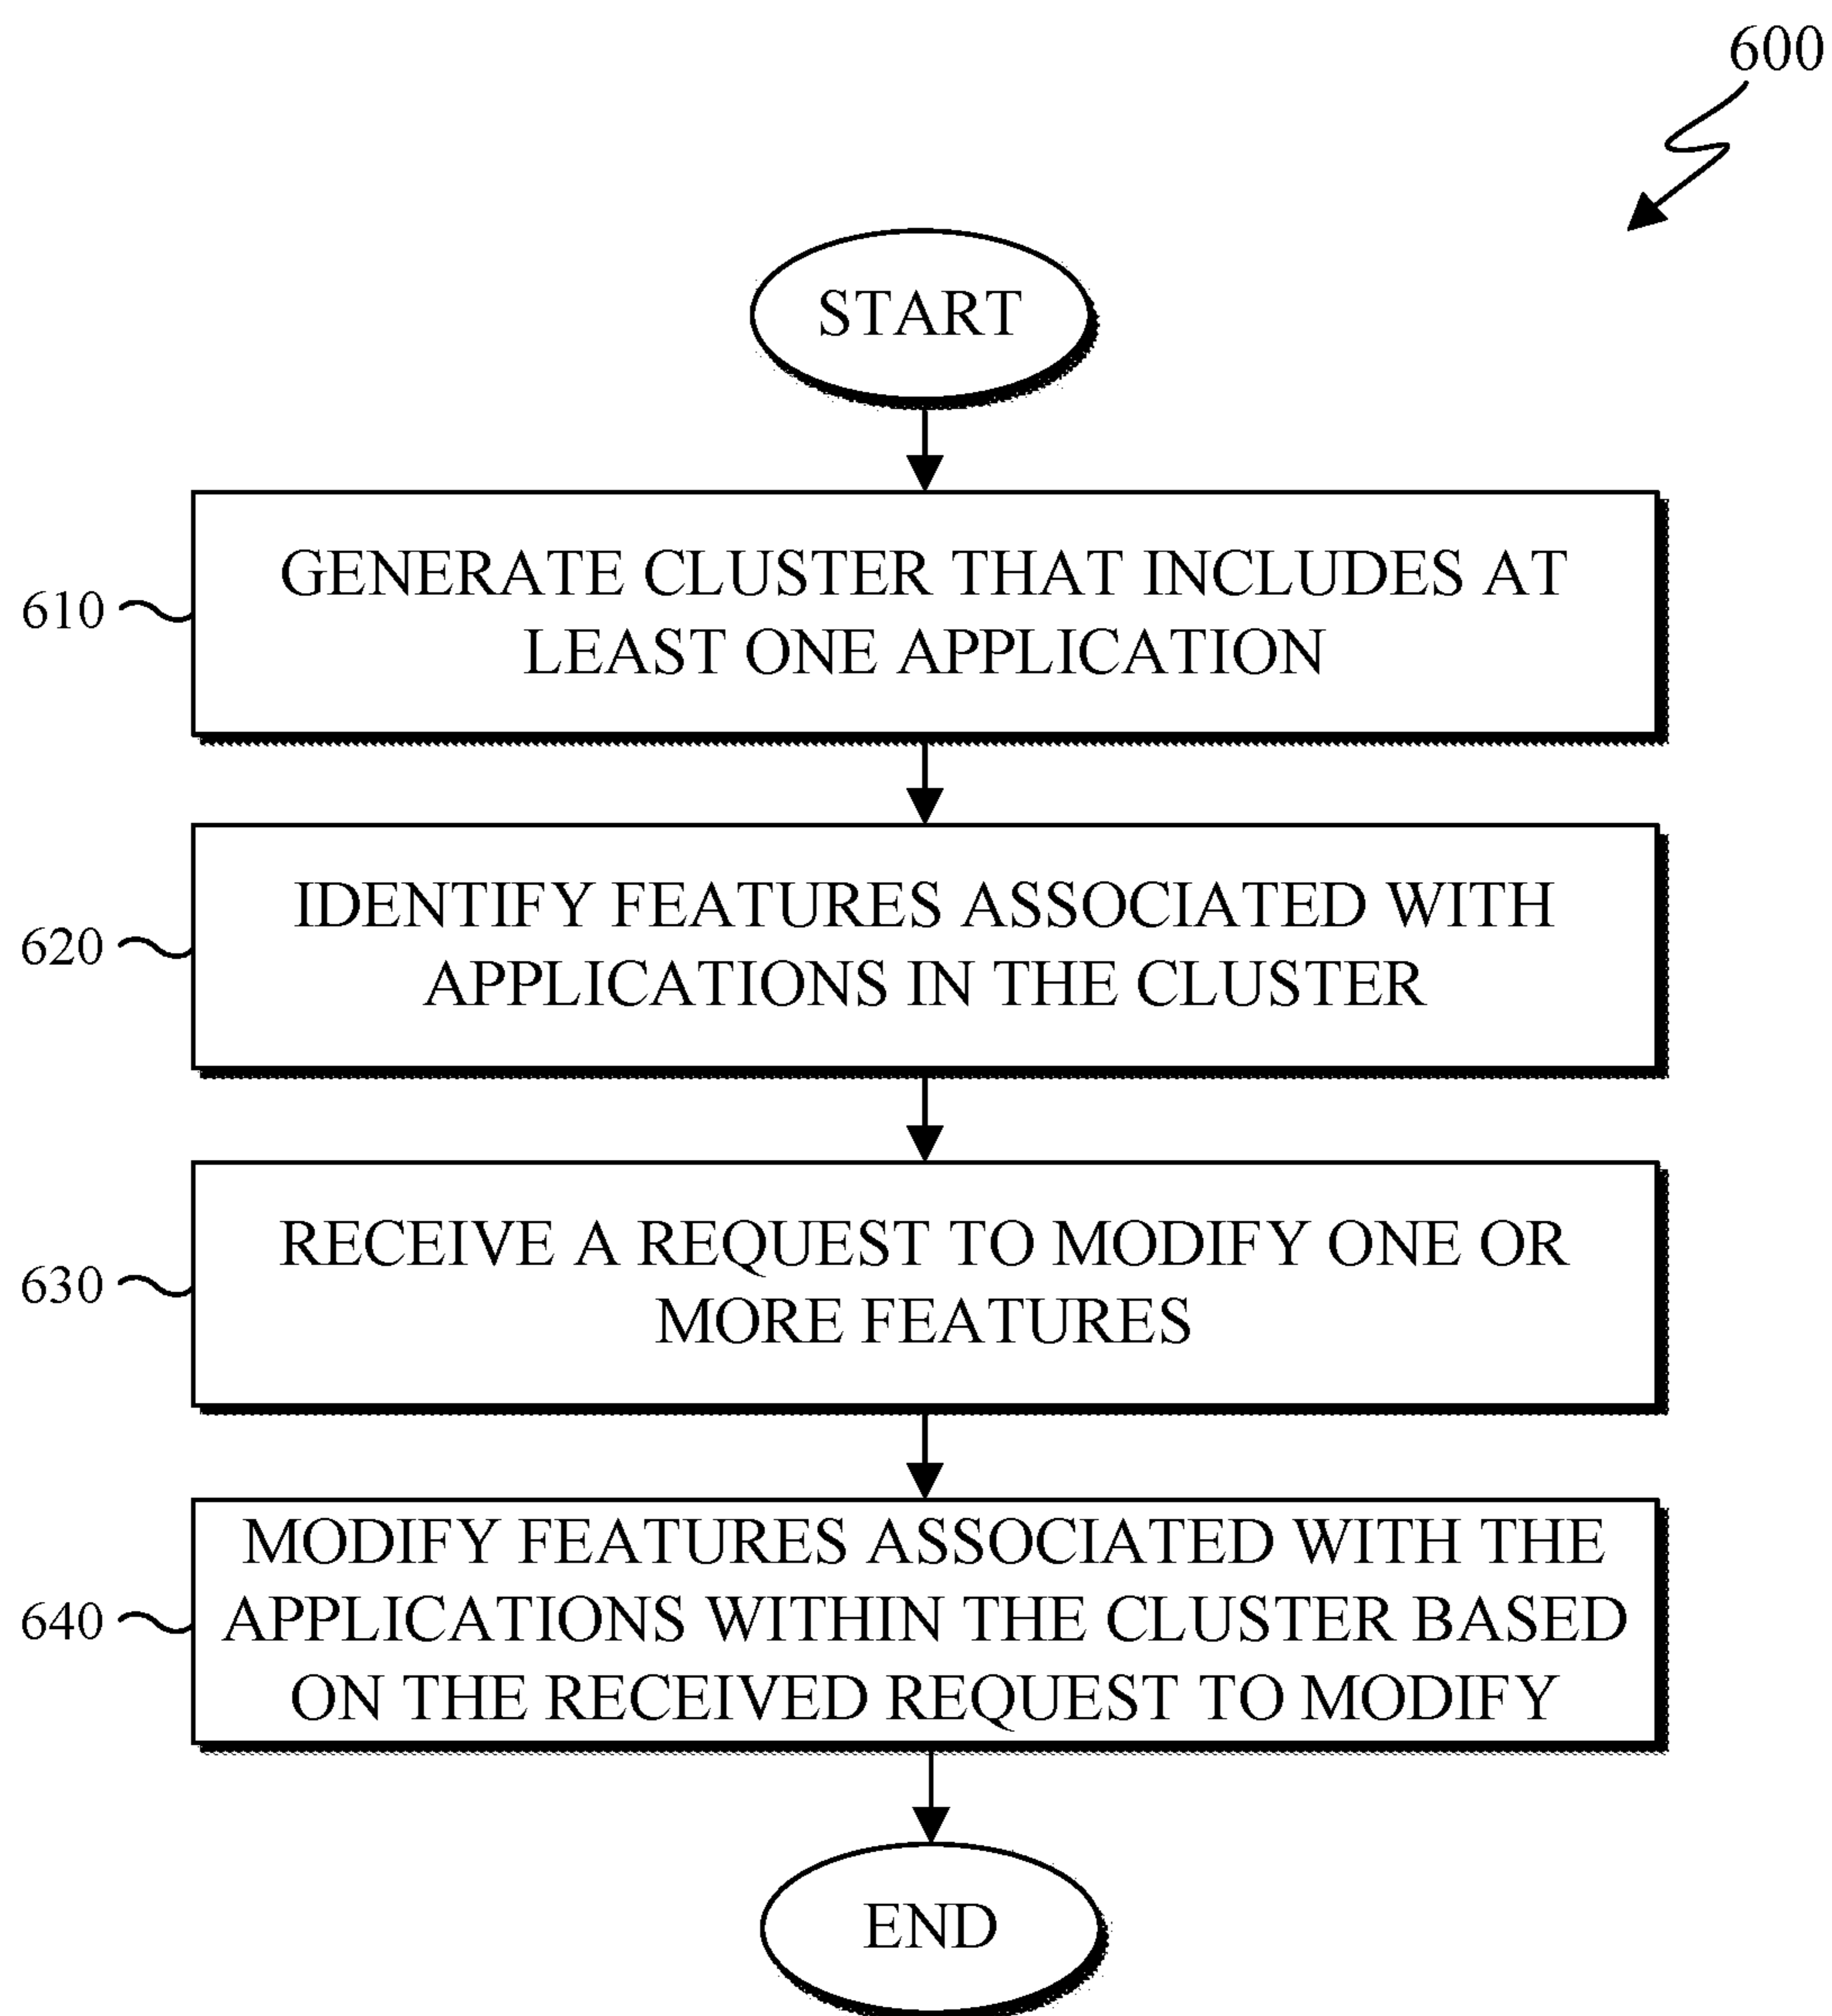 600
START
610
GENERATE CLUSTER THAT INCLUDES AT
LEAST ONE APPLICATION
620
IDENTIFY FEATURES ASSOCIATED WITH
APPLICATIONS IN THE CLUSTER
630
RECEIVE A REQUEST TO MODIFY ONE OR
MORE FEATURES
640
MODIFY FEATURES ASSOCIATED WITH THE
APPLICATIONS WITHIN THE CLUSTER BASED
ON THE RECEIVED REQUEST TO MODIFY
END